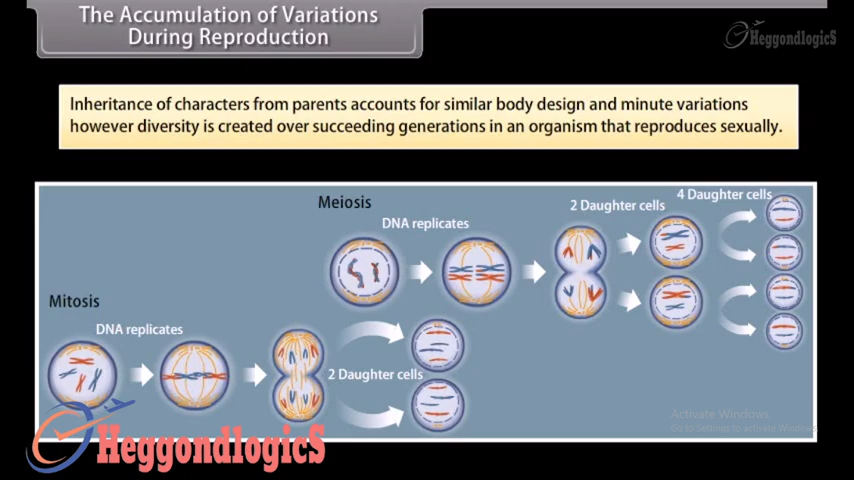 The Accumulation of Variations
During Reproduction
HeggondlogicS
Inheritance of characters from parents accounts for similar body design and minute variations
however diversity is created over succeeding generations in an organism that reproduces sexually.
Meiosis
DNA replicates
2 Daughter cells
4 Daughter cells
Mitosis
DNA replicates
2 Daughter cells
Activate Windows
Go to Settings to activate Windows
HeggondlogicS